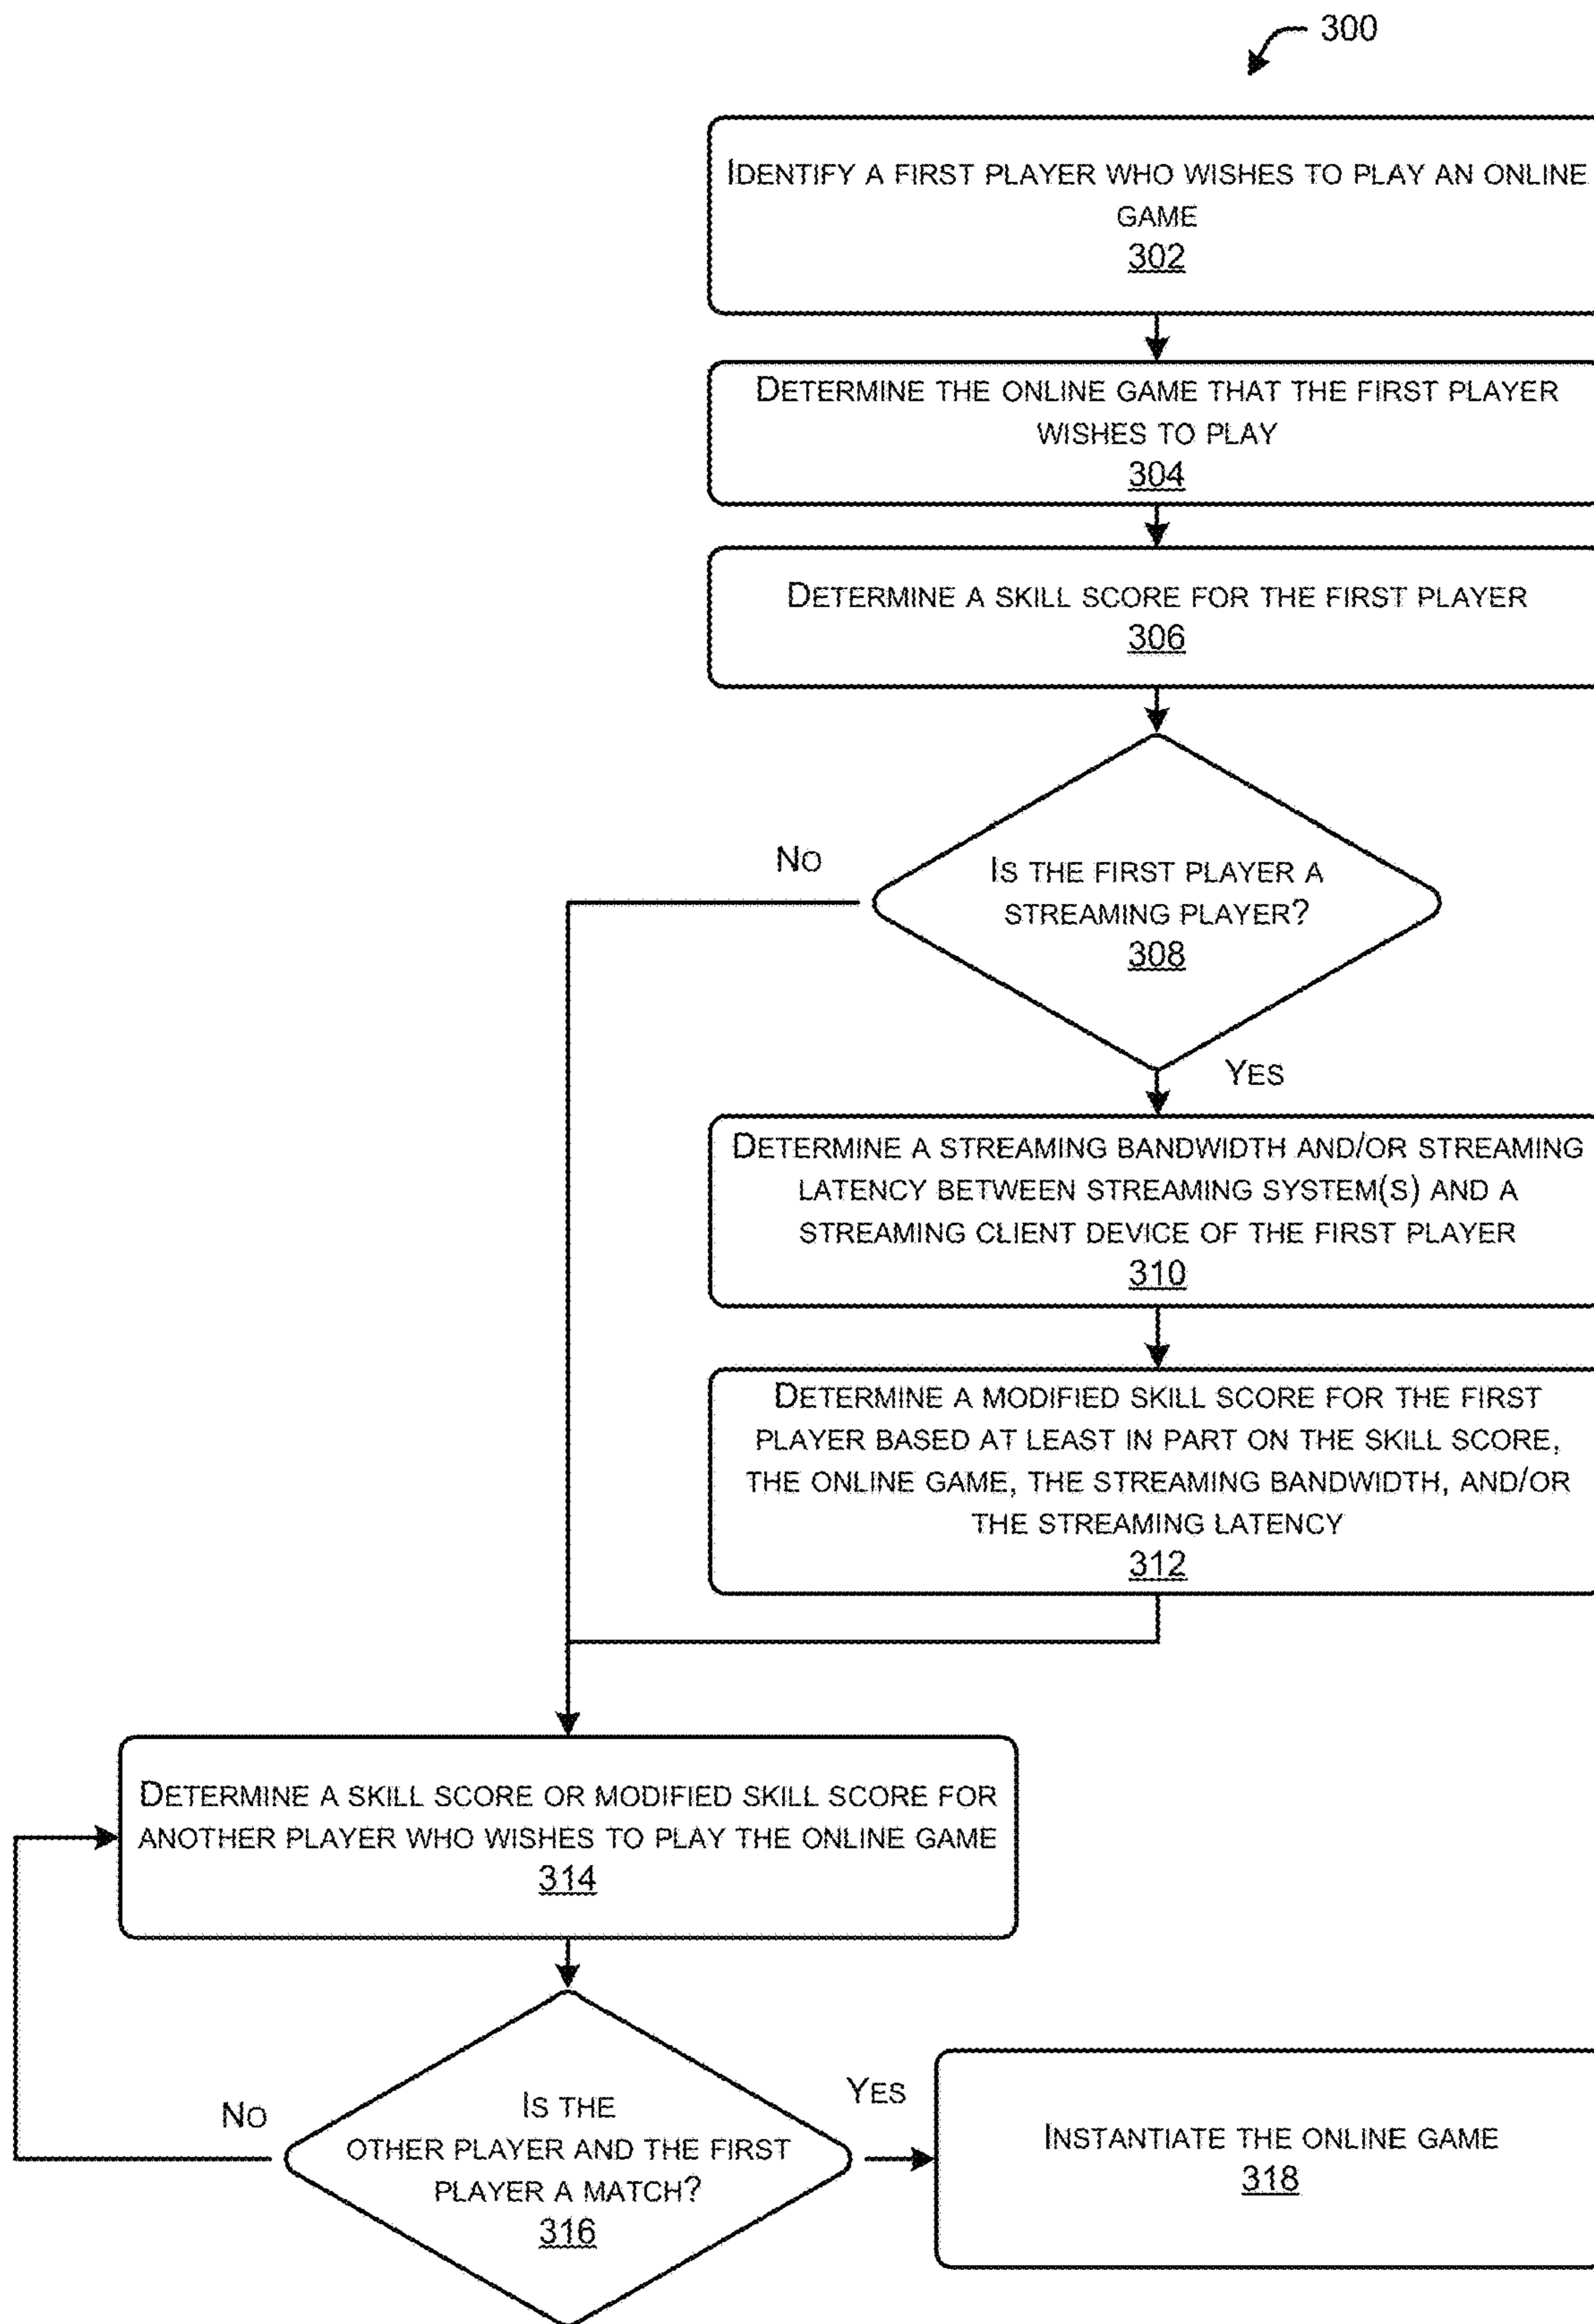 300
IDENTIFY A FIRST PLAYER WHO WISHES TO PLAY AN ONLINE
GAME
302
DETERMINE THE ONLINE GAME THAT THE FIRST PLAYER
WISHES TO PLAY
304
DETERMINE A SKILL SCORE FOR THE FIRST PLAYER
306
NO
IS THE FIRST PLAYER A
STREAMING PLAYER?
308
YES
DETERMINE A STREAMING BANDWIDTH AND/OR STREAMING
LATENCY BETWEEN STREAMING SYSTEM(S) AND A
STREAMING CLIENT DEVICE OF THE FIRST PLAYER
310
DETERMINE A MODIFIED SKILL SCORE FOR THE FIRST
PLAYER BASED AT LEAST IN PART ON THE SKILL SCORE,
THE ONLINE GAME, THE STREAMING BANDWIDTH, AND/OR
THE STREAMING LATENCY
312
DETERMINE A SKILL SCORE OR MODIFIED SKILL SCORE FOR
ANOTHER PLAYER WHO WISHES TO PLAY THE ONLINE GAME
314
NO
IS THE
OTHER PLAYER AND THE FIRST
PLAYER A MATCH?
316
YES
INSTANTIATE THE ONLINE GAME
318